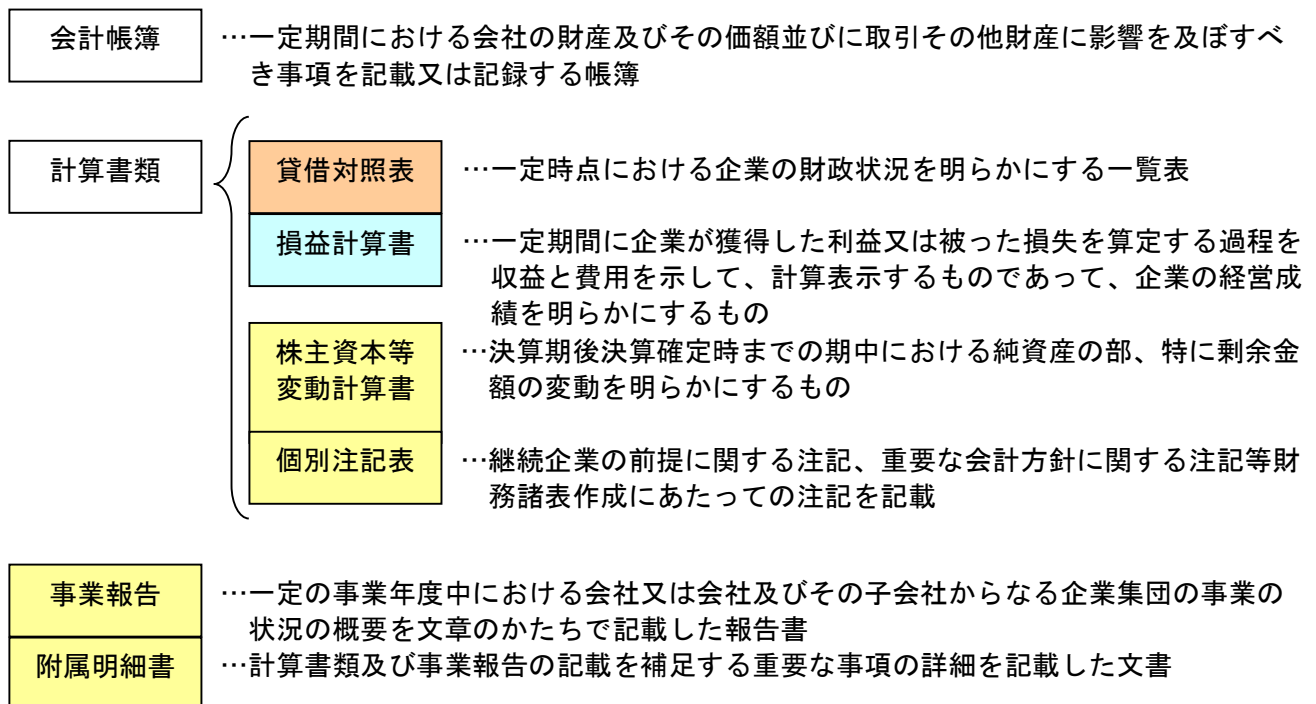 会計帳簿
…一定期間における会社の財産及びその価額並びに取引その他財産に影響を及ぼすべ
き事項を記載又は記録する帳簿
計算書類
貸借対照表
…一定時点における企業の財政状況を明らかにする一覧表
損益計算書
…一定期間に企業が獲得した利益又は被った損失を算定する過程を
収益と費用を示して、計算表示するものであって、企業の経営成
績を明らかにするもの
株主資本等
変動計算書
…決算期後決算確定時までの期中における純資産の部、特に剰余金
額の変動を明らかにするもの
個別注記表
…継続企業の前提に関する注記、重要な会計方針に関する注記等財
務諸表作成にあたっての注記を記載
事業報告
…一定の事業年度中における会社又は会社及びその子会社からなる企業集団の事業の
状況の概要を文章のかたちで記載した報告書
附属明細書
…計算書類及び事業報告の記載を補足する重要な事項の詳細を記載した文書